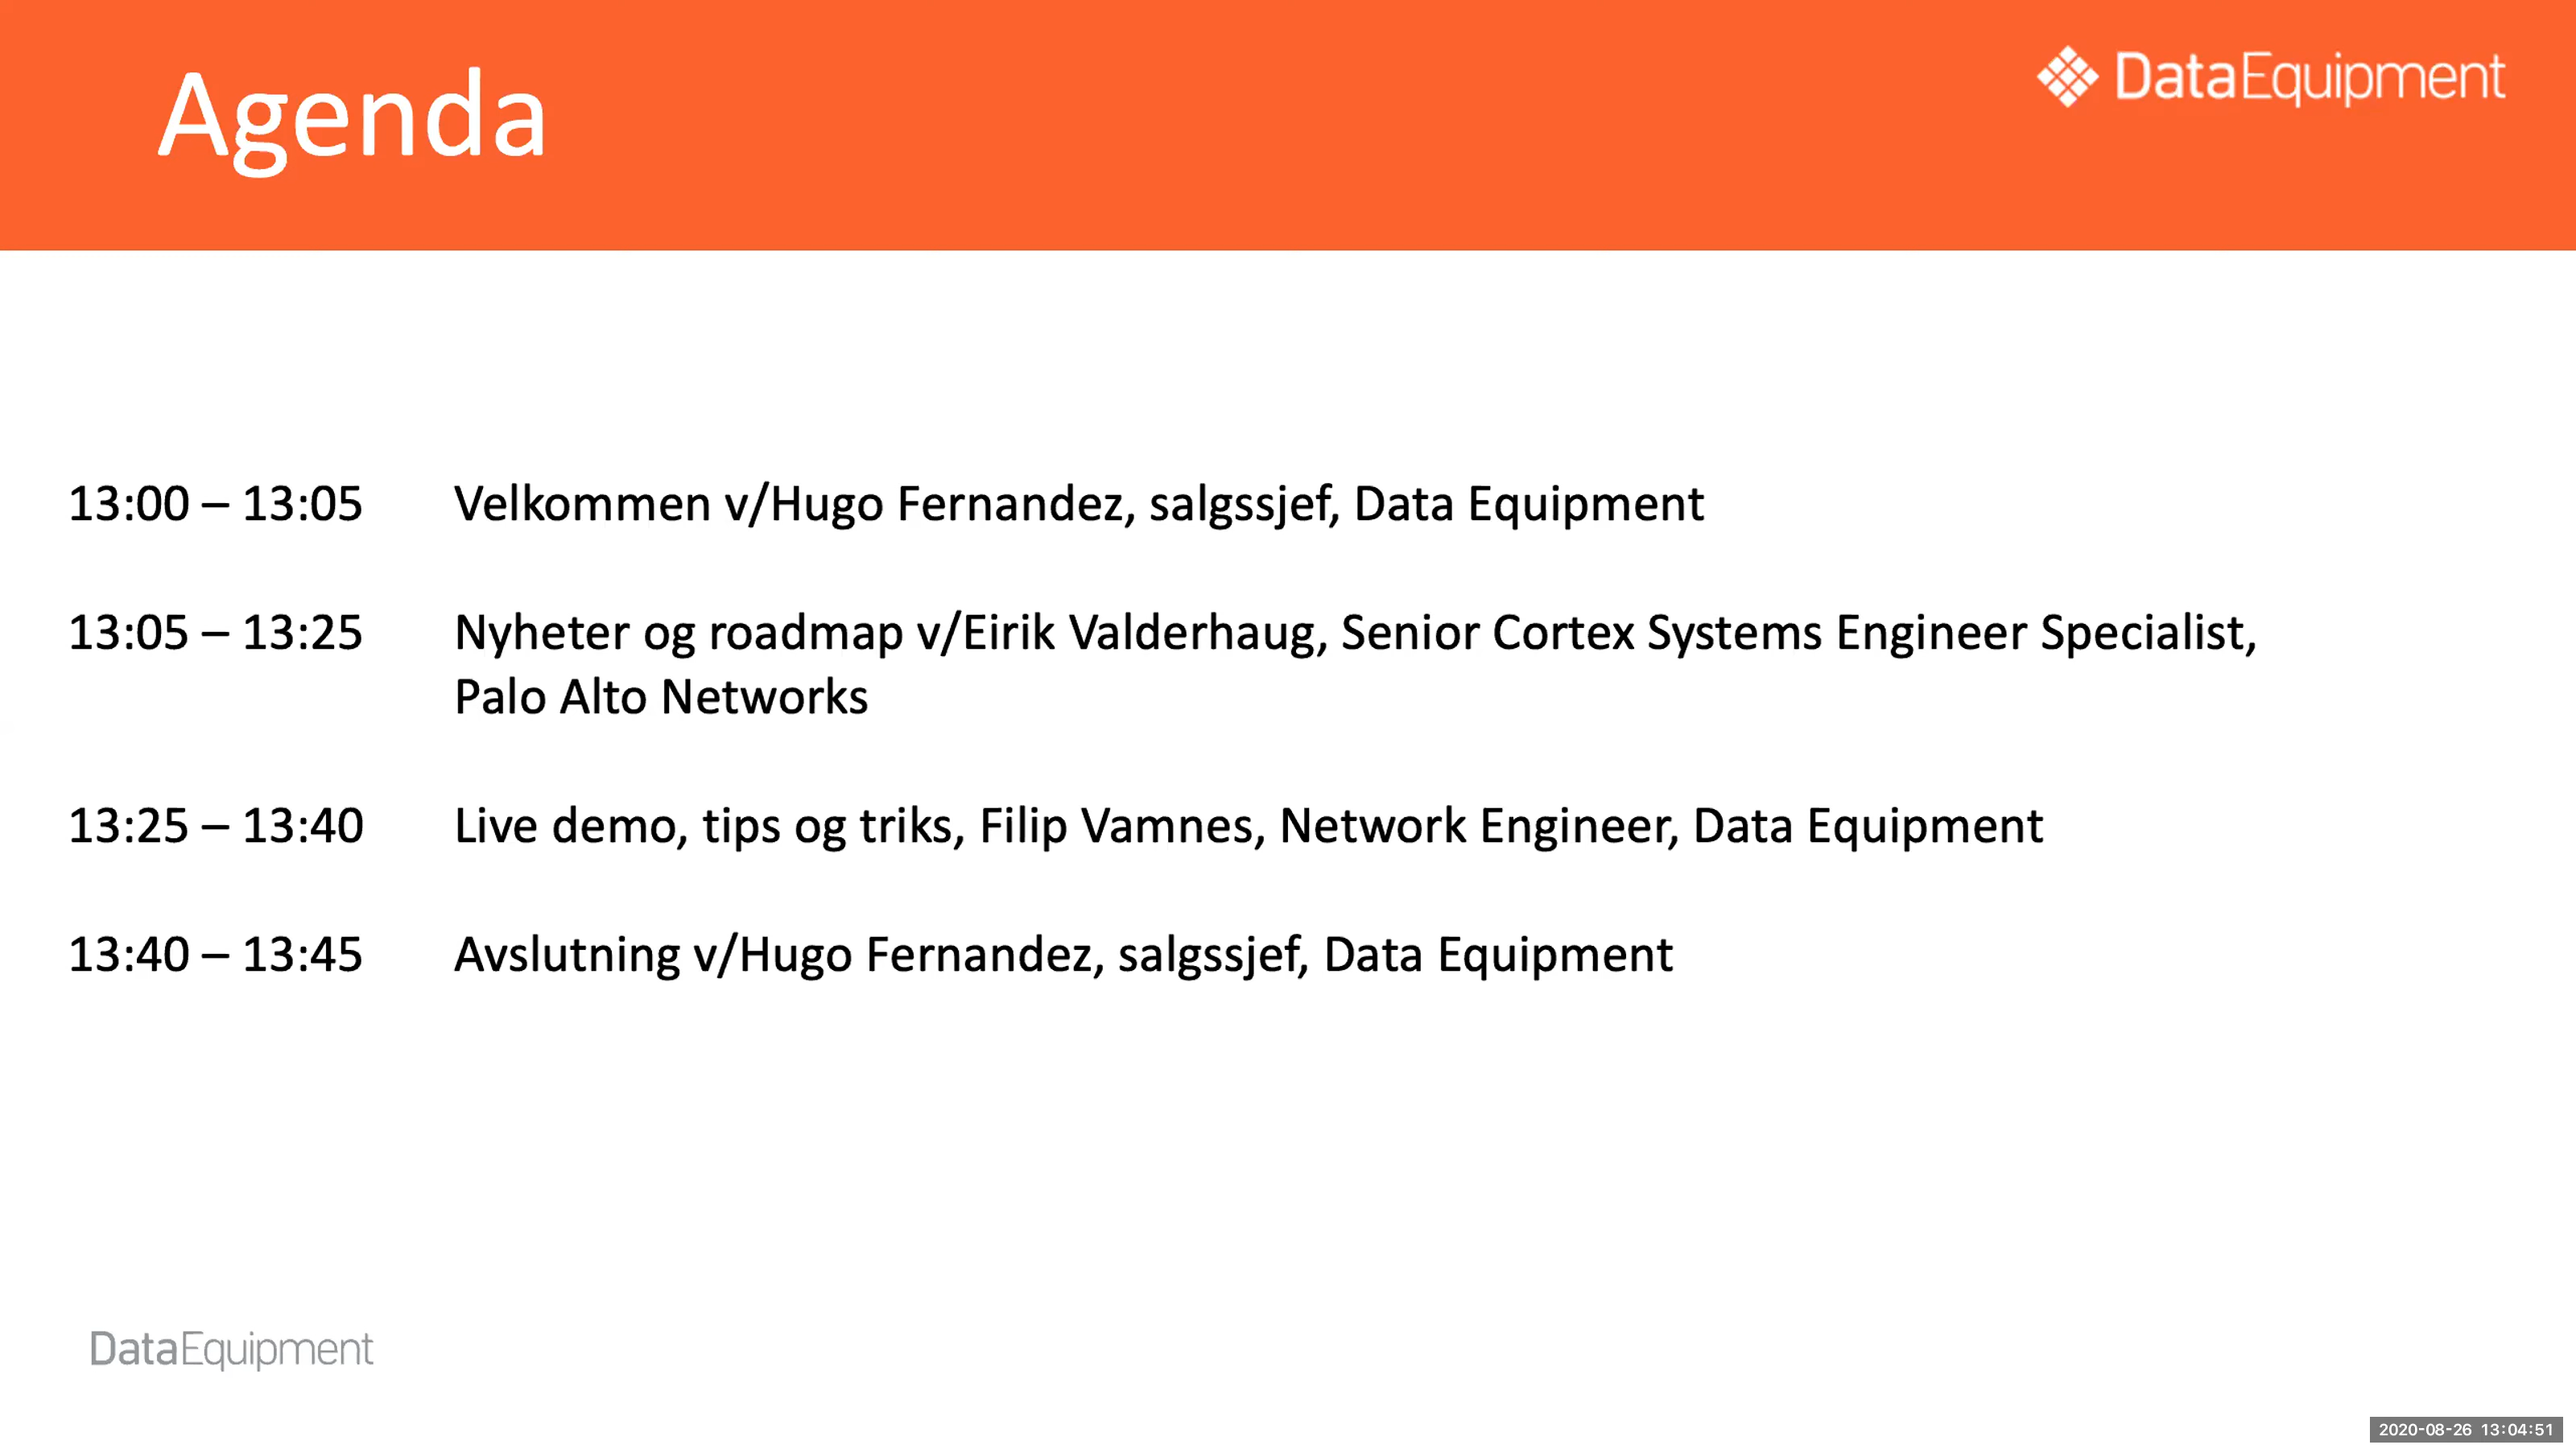 Agenda
DataEquipment
13:00 – 13:05 Velkommen v/Hugo Fernandez, salgssjef, Data Equipment
13:05 – 13:25 Nyheter og roadmap v/Eirik Valderhaug, Senior Cortex Systems Engineer Specialist,
Palo Alto Networks
13:25 – 13:40 Live demo, tips og triks, Filip Vamnes, Network Engineer, Data Equipment
13:40 – 13:45 Avslutning v/Hugo Fernandez, salgssjef, Data Equipment
DataEquipment
2020-08-26 13:04:51